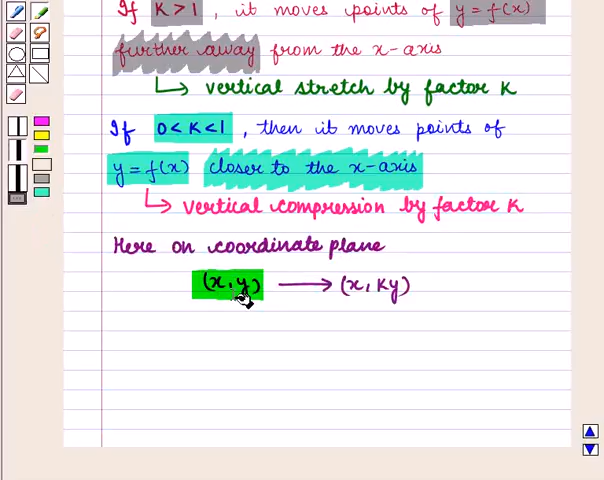 If K > 1, it moves points of y = f(x)
further away from the x-axis
↳ vertical stretch by factor K
If 0 < K < 1, then it moves points of
y = f(x) closer to the x-axis
↳ vertical compression by factor K
Here on coordinate plane
(x, y) → (x, Ky)